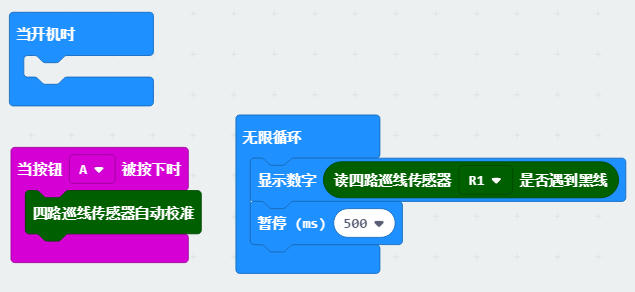 当开机时
当按钮 A 被按下时
四路巡线传感器自动校准
无限循环
显示数字 读四路巡线传感器 R1 是否遇到黑线
暂停 (ms) 500